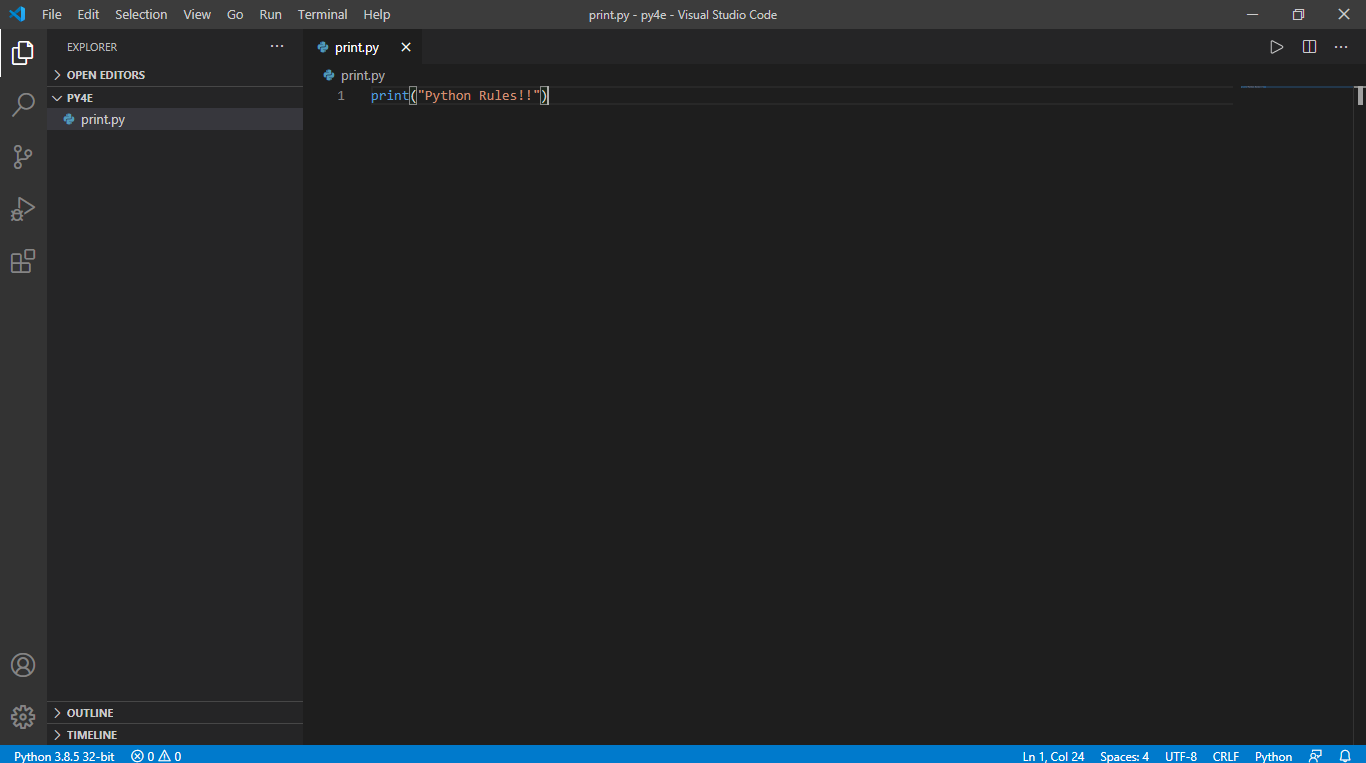 File Edit Selection View Go Run Terminal Help print.py - py4e - Visual Studio Code
EXPLORER
OPEN EDITORS
PY4E
print.py
OUTLINE
TIMELINE
print.py
print.py
1 print("Python Rules!!")
Python 3.8.5 32-bit 0 0 Ln 1, Col 24 Spaces: 4 UTF-8 CRLF Python